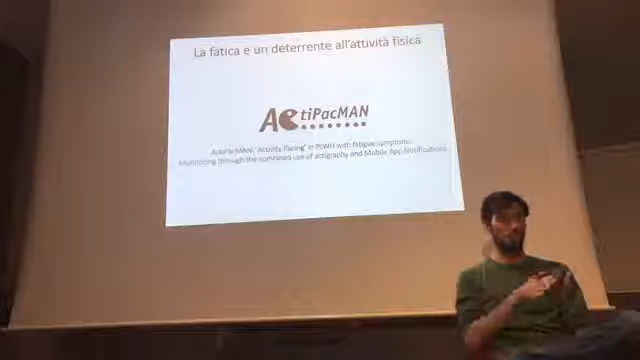 La fatica e un deterrente all'attività fisica
ActiPacMAN
ActiPacMAN: "Activity Pacing" in PLWH with fatigue symptoms:
Monitoring through the combined use of actigraphy and Mobile App Notifications